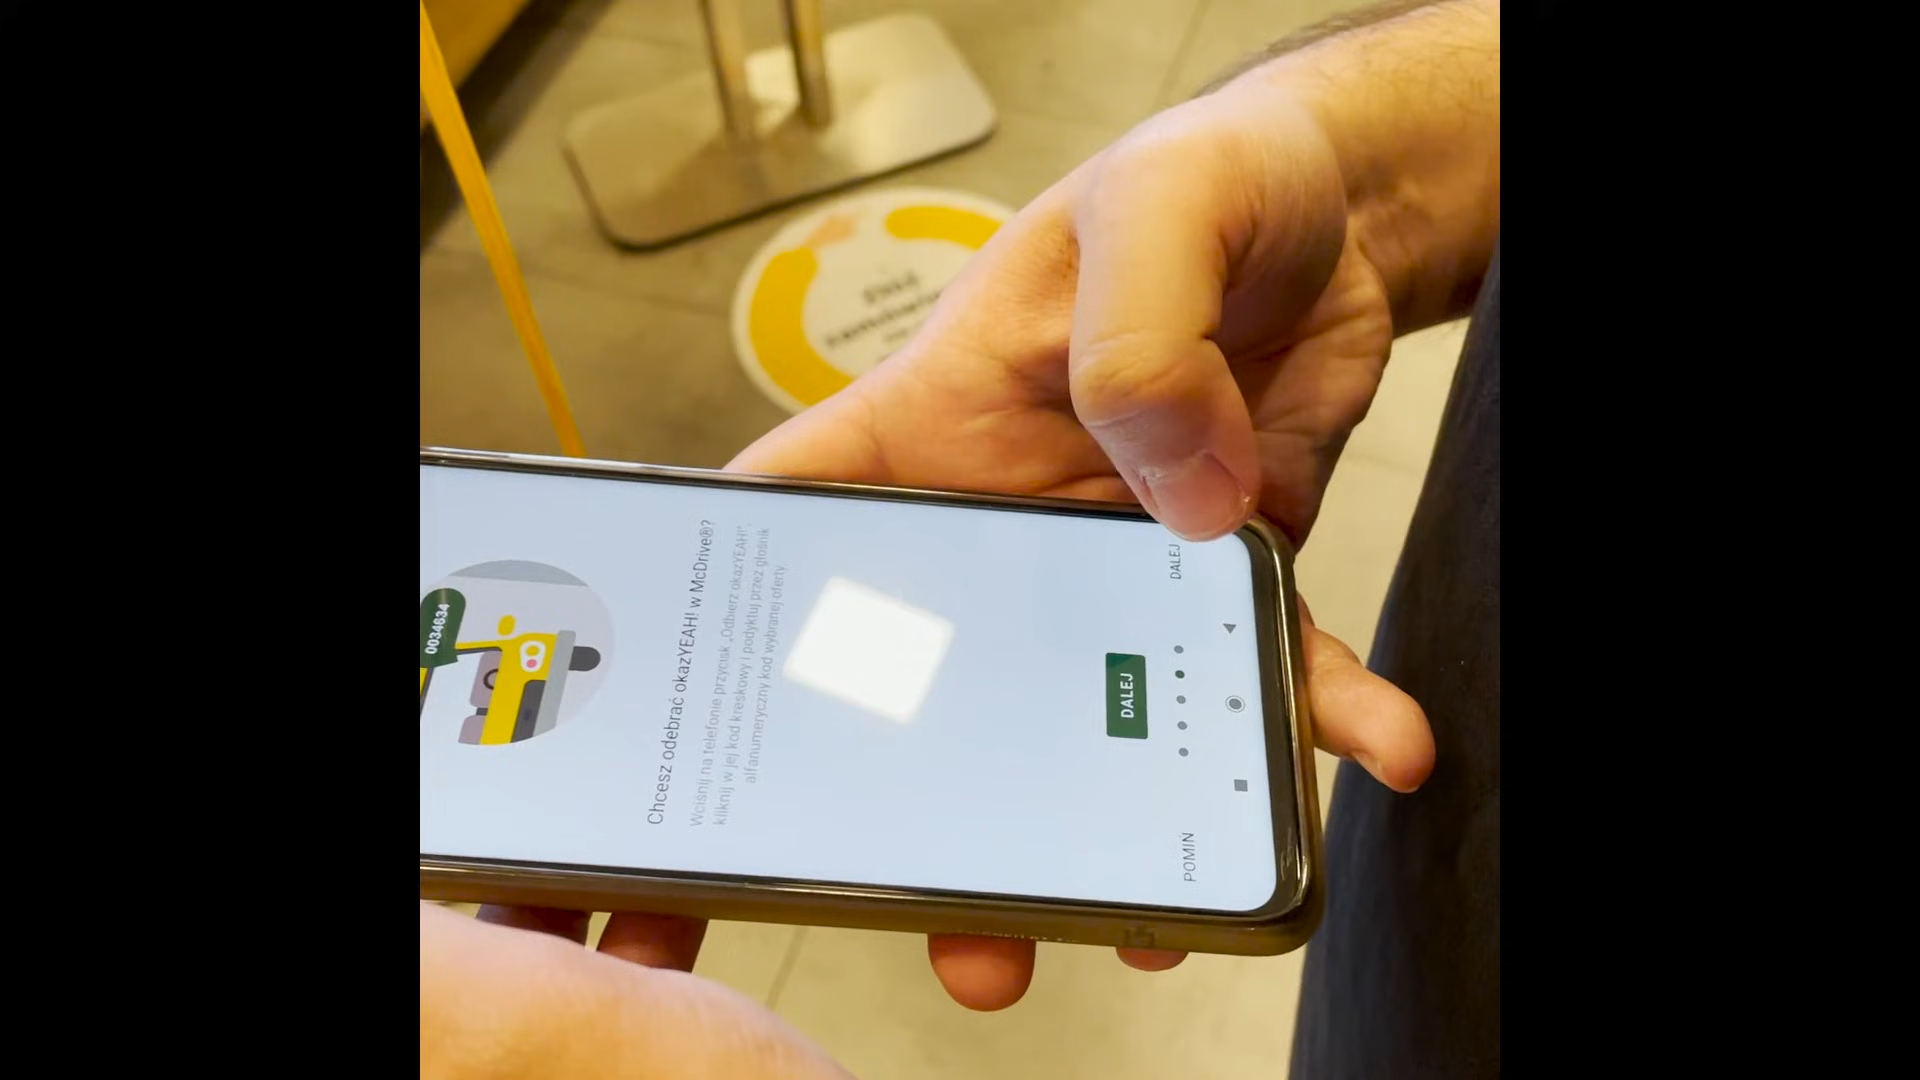 0034634
Chcesz odebrać okazYEAH! w McDrive®?
Wciśnij na telefonie przycisk „Odbierz okazYEAH!",
kliknij w jej kod kreskowy i podyktuj przez głośnik
alfanumeryczny kod wybranej oferty
DALEJ
POMIŃ
DALEJ
Złóż